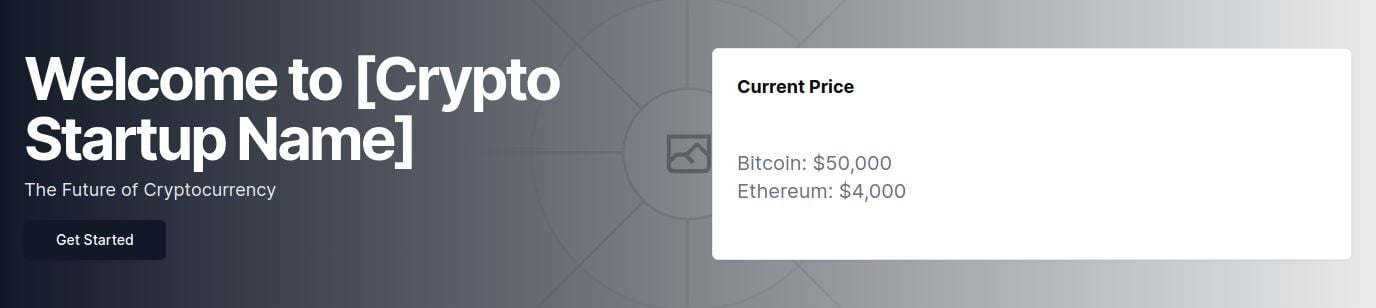 Welcome to [Crypto
Startup Name]
The Future of Cryptocurrency
Get Started
Current Price
Bitcoin: $50,000
Ethereum: $4,000